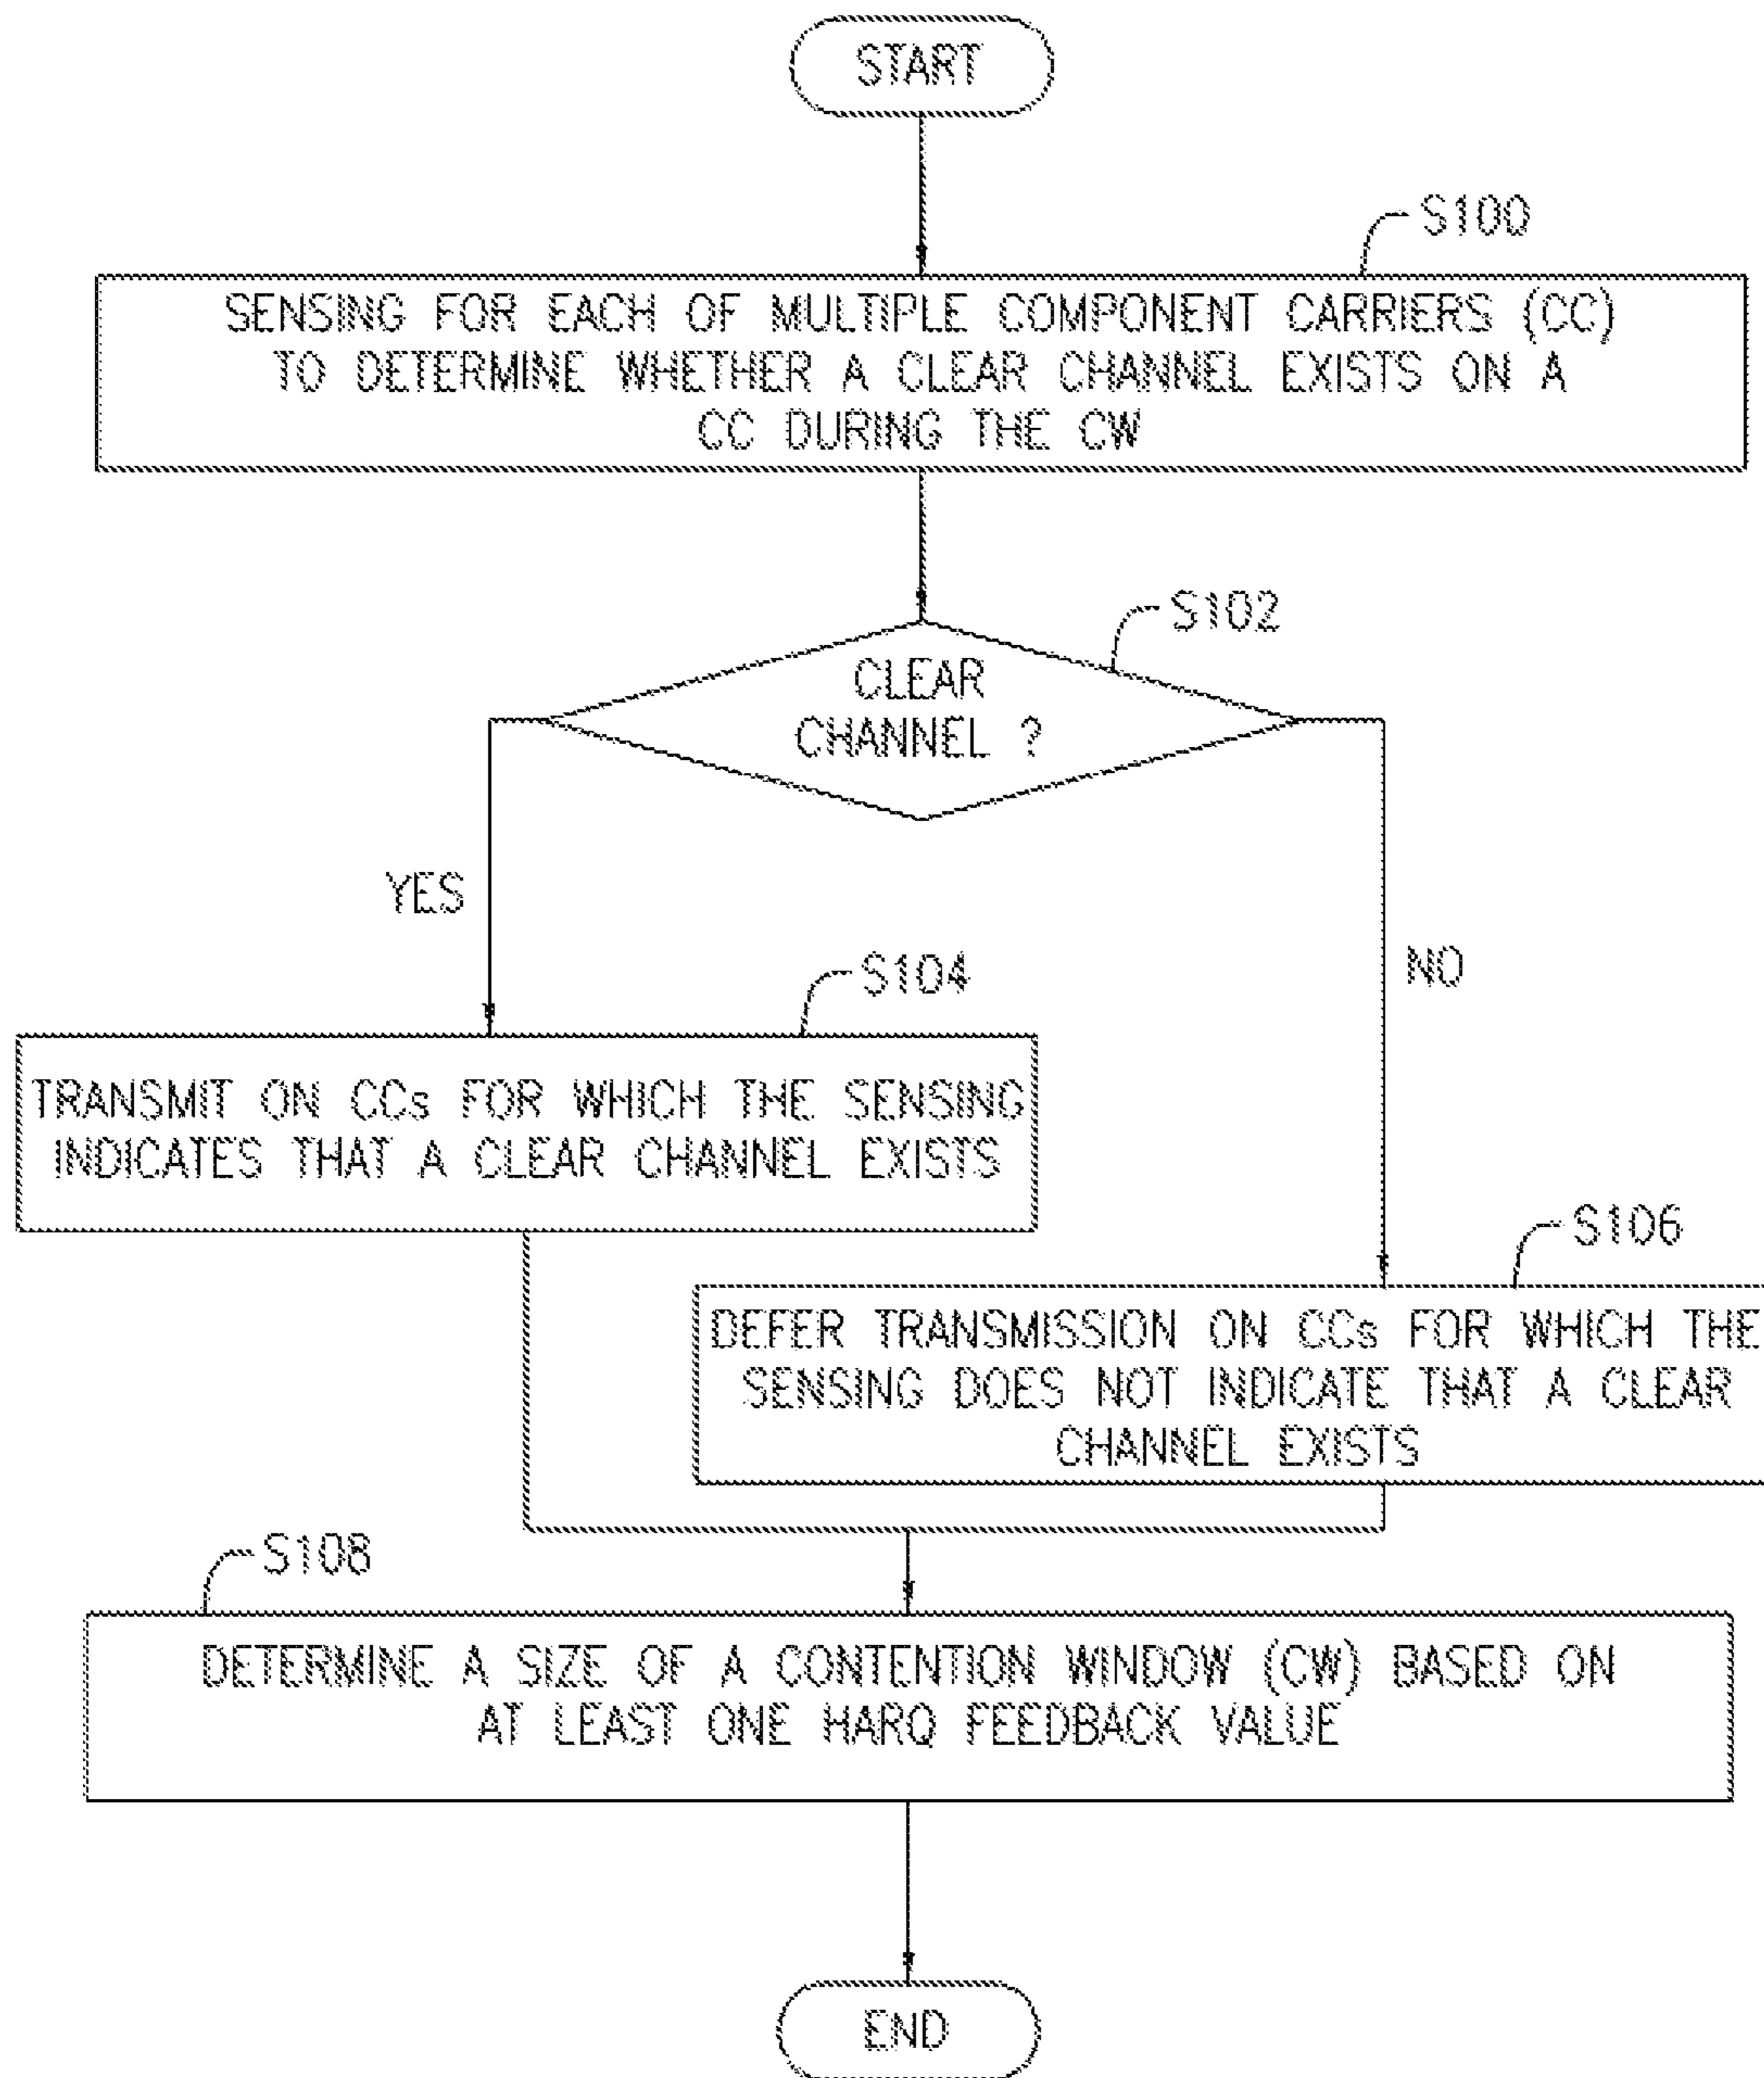 START
S100
SENSING FOR EACH OF MULTIPLE COMPONENT CARRIERS (CC)
TO DETERMINE WHETHER A CLEAR CHANNEL EXISTS ON A
CC DURING THE CW
S102
CLEAR
CHANNEL ?
YES
NO
S104
TRANSMIT ON CCs FOR WHICH THE SENSING
INDICATES THAT A CLEAR CHANNEL EXISTS
S106
DEFER TRANSMISSION ON CCs FOR WHICH THE
SENSING DOES NOT INDICATE THAT A CLEAR
CHANNEL EXISTS
S108
DETERMINE A SIZE OF A CONTENTION WINDOW (CW) BASED ON
AT LEAST ONE HARQ FEEDBACK VALUE
END